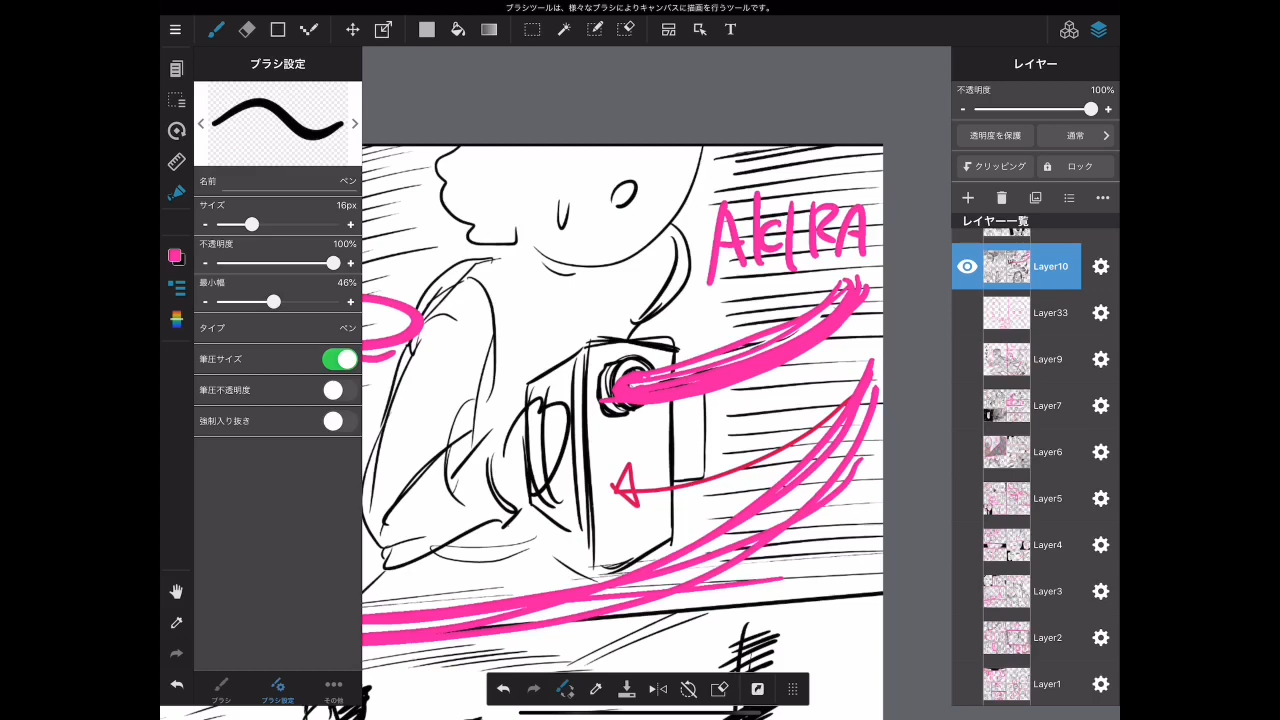 ブラシツールは、様々なブラシによりキャンバスに描画を行うツールです。
T
ブラシ設定
名前
ペン
サイズ
16px
- +
不透明度
100%
- +
最小幅
46%
- +
タイプ
ペン
筆圧サイズ
筆圧不透明度
強制入り抜き
ブラシ
ブラシ設定
その他
AKIRA
レイヤー
不透明度
100%
- +
透明度を保護
通常
クリッピング
ロック
レイヤー一覧
Layer10
Layer33
Layer9
Layer7
Layer6
Layer5
Layer4
Layer3
Layer2
Layer1